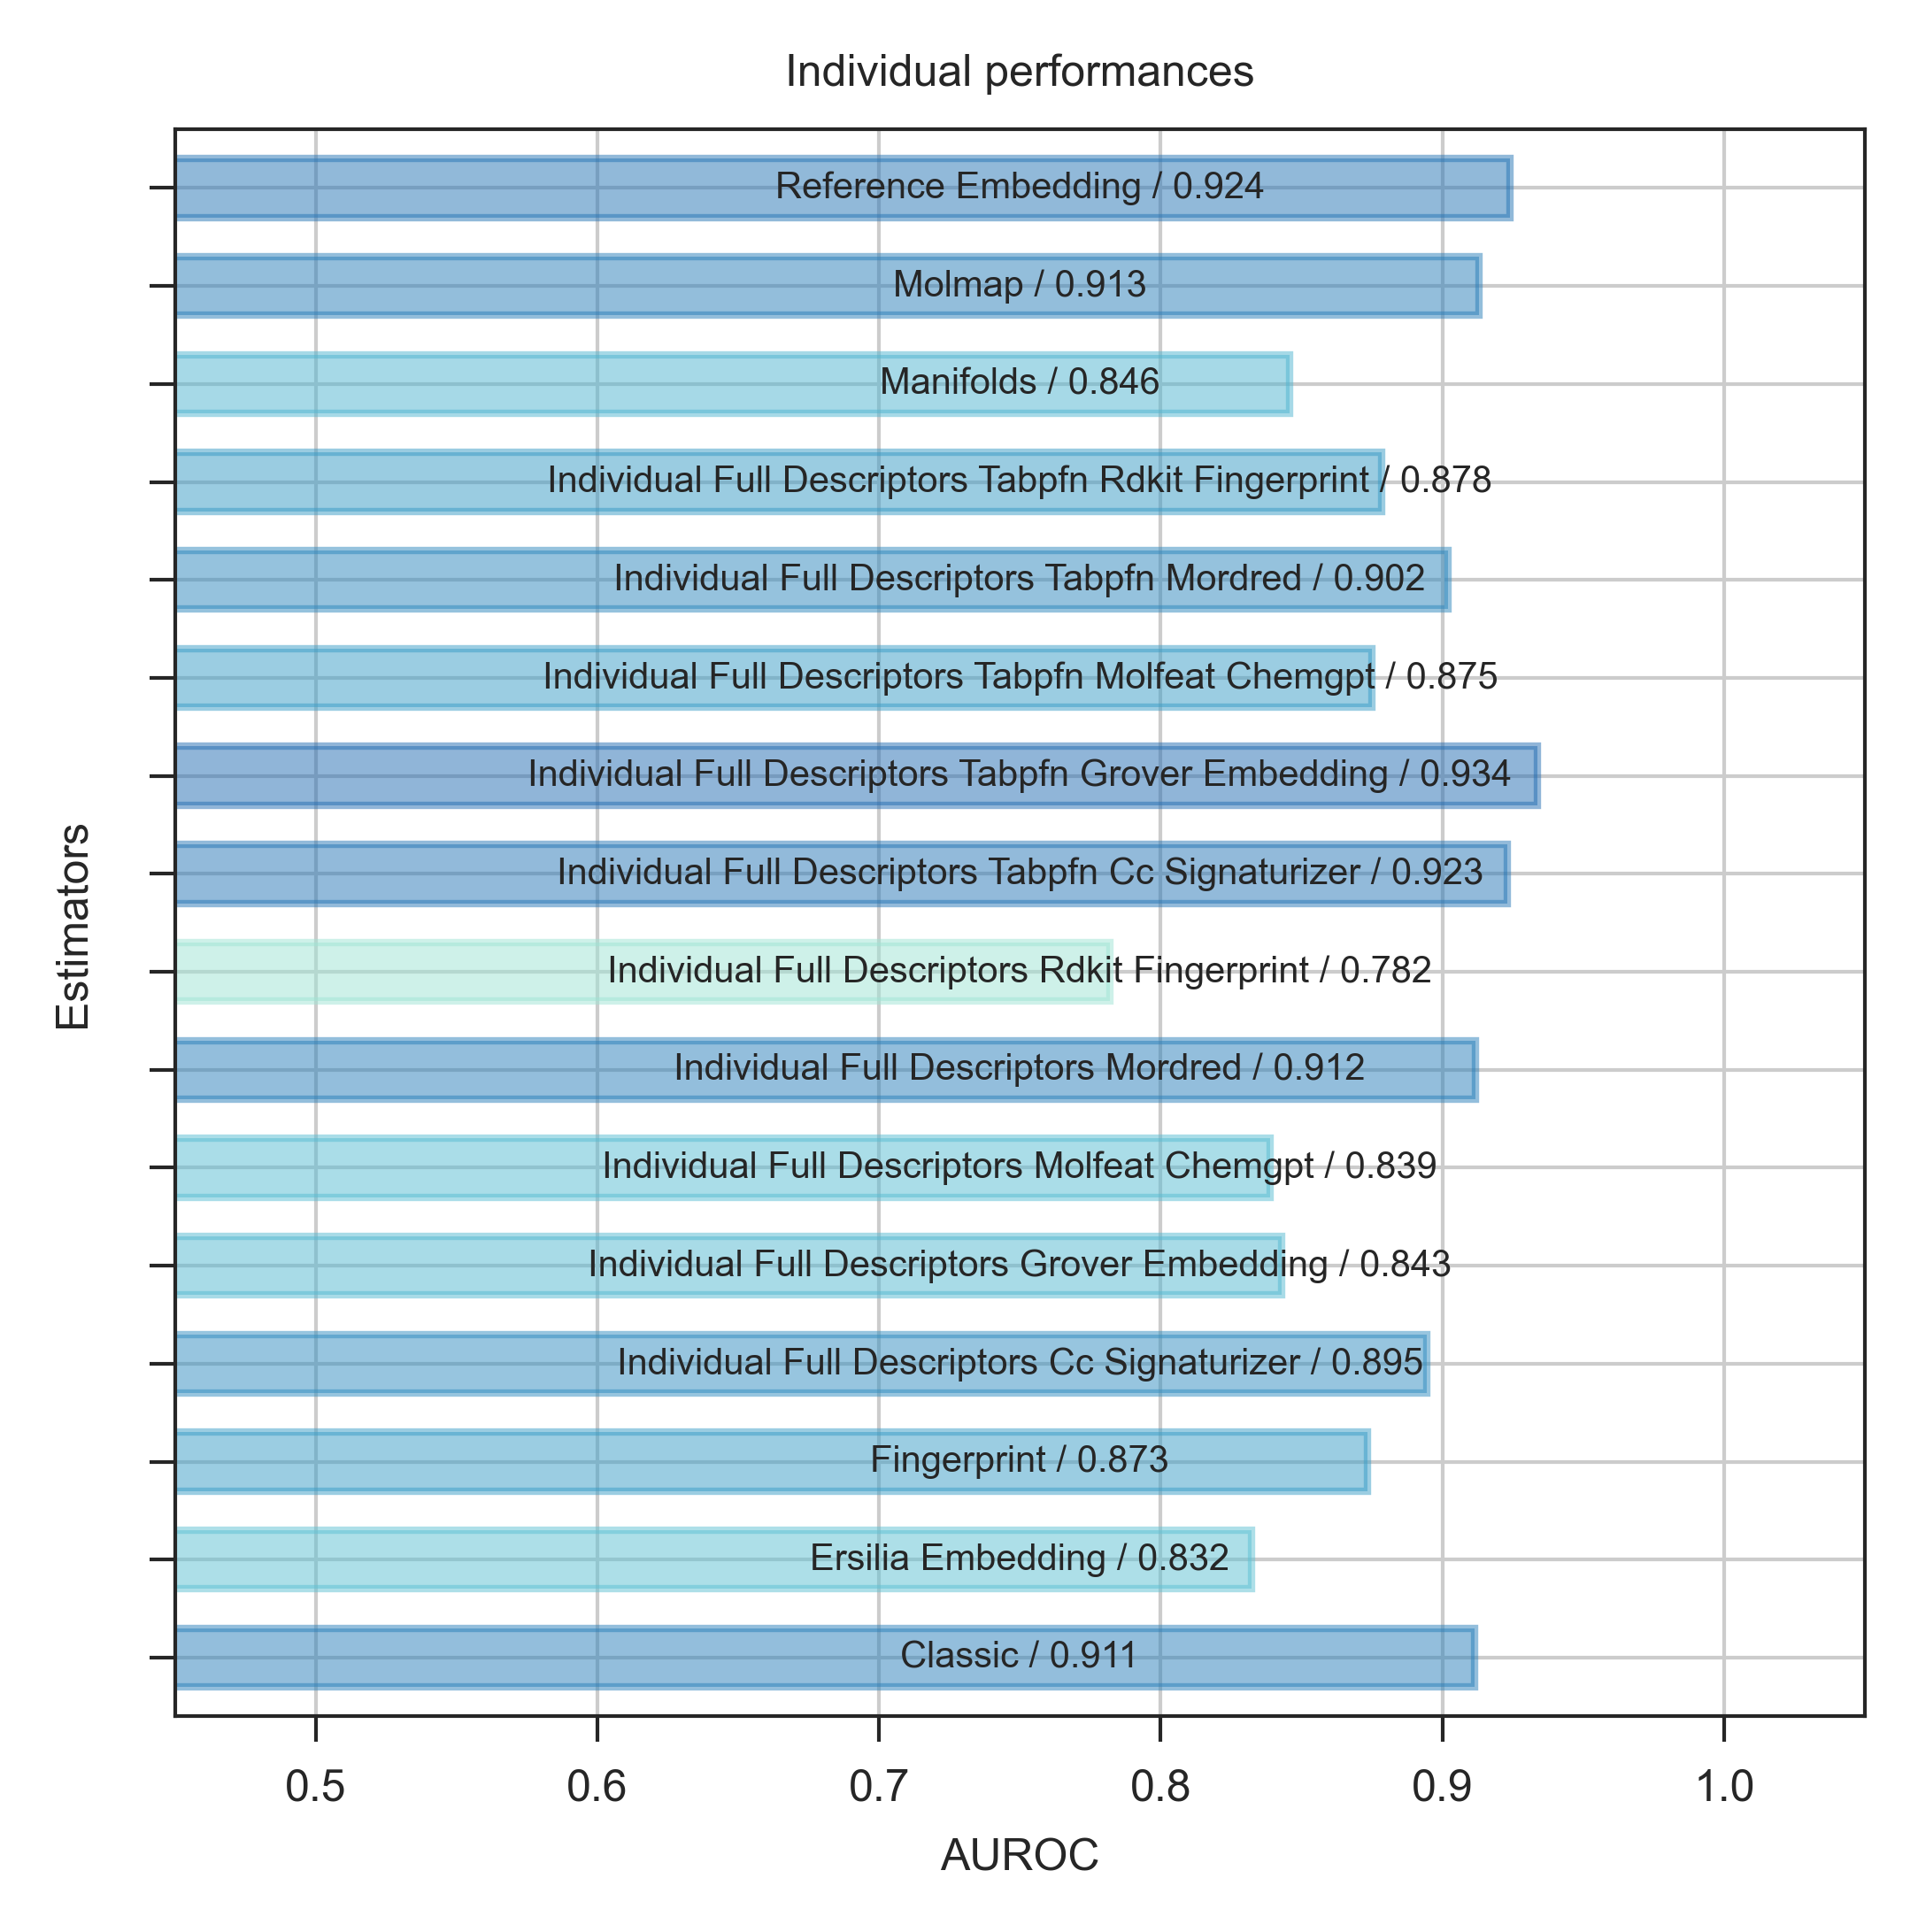 Individual performances
Reference Embedding / 0.924
Molmap / 0.913
Manifolds / 0.846
Individual Full Descriptors Tabpfn Rdkit Fingerprint / 0.878
Individual Full Descriptors Tabpfn Mordred / 0.902
Individual Full Descriptors Tabpfn Molfeat Chemgpt / 0.875
Individual Full Descriptors Tabpfn Grover Embedding / 0.934
Individual Full Descriptors Tabpfn Cc Signaturizer / 0.923
Individual Full Descriptors Rdkit Fingerprint / 0.782
Individual Full Descriptors Mordred / 0.912
Individual Full Descriptors Molfeat Chemgpt / 0.839
Individual Full Descriptors Grover Embedding / 0.843
Individual Full Descriptors Cc Signaturizer / 0.895
Fingerprint / 0.873
Ersilia Embedding / 0.832
Classic / 0.911
Estimators
0.5 0.6 0.7 0.8 0.9 1.0
AUROC